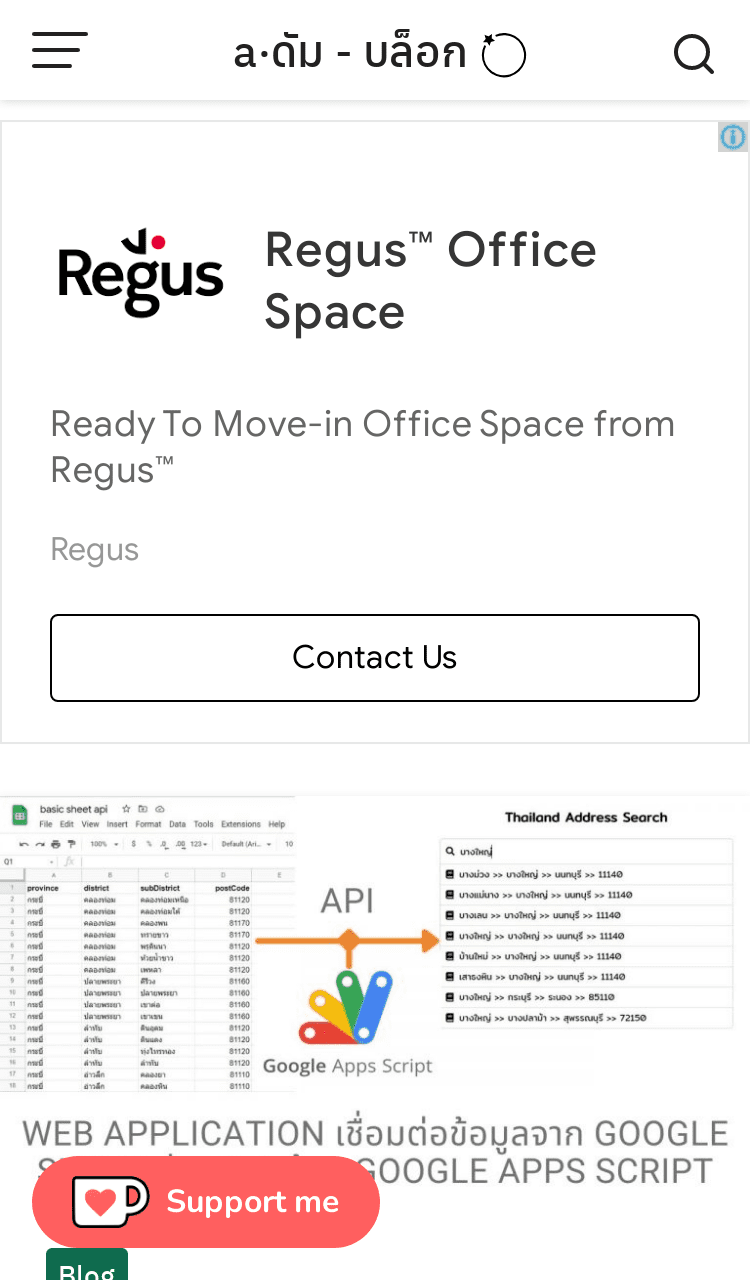 a·ดัม - บล็อก
Regus
Regus™ Office
Space
Ready To Move-in Office Space from
Regus™
Regus
Contact Us
basic sheet api
File Edit View Insert Format Data Tools Extensions Help
100% $ % .0 .00 123 Default (Ari... 10
Q1 fx
A B C D E
1 province district subDistrict postCode
2 กระบี่ คลองท่อม คลองท่อมเหนือ 81120
3 กระบี่ คลองท่อม คลองท่อมใต้ 81120
4 กระบี่ คลองท่อม คลองพน 81170
5 กระบี่ คลองท่อม ทรายขาว 81170
6 กระบี่ คลองท่อม พรุดินนา 81120
7 กระบี่ คลองท่อม ห้วยน้ำขาว 81120
8 กระบี่ คลองท่อม เพหลา 81120
9 กระบี่ ปลายพระยา คีรีวง 81160
10 กระบี่ ปลายพระยา ปลายพระยา 81160
11 กระบี่ ปลายพระยา เขาต่อ 81160
12 กระบี่ ปลายพระยา เขาเขน 81160
13 กระบี่ ลำทับ ดินอุดม 81120
14 กระบี่ ลำทับ ดินแดง 81120
15 กระบี่ ลำทับ ทุ่งไทรทอง 81120
16 กระบี่ ลำทับ ลำทับ 81120
17 กระบี่ อ่าวลึก คลองยา 81110
18 กระบี่ อ่าวลึก คลองหิน 81110
API
Google Apps Script
Thailand Address Search
บางใหญ่
บางม่วง >> บางใหญ่ >> นนทบุรี >> 11140
บางแม่นาง >> บางใหญ่ >> นนทบุรี >> 11140
บางเลน >> บางใหญ่ >> นนทบุรี >> 11140
บางใหญ่ >> บางใหญ่ >> นนทบุรี >> 11140
บ้านใหม่ >> บางใหญ่ >> นนทบุรี >> 11140
เสาธงหิน >> บางใหญ่ >> นนทบุรี >> 11140
บางใหญ่ >> กระบุรี >> ระนอง >> 85110
บางใหญ่ >> บางปลาม้า >> สุพรรณบุรี >> 72150
WEB APPLICATION เชื่อมต่อข้อมูลจาก GOOGLE
GOOGLE APPS SCRIPT
Support me
Blog